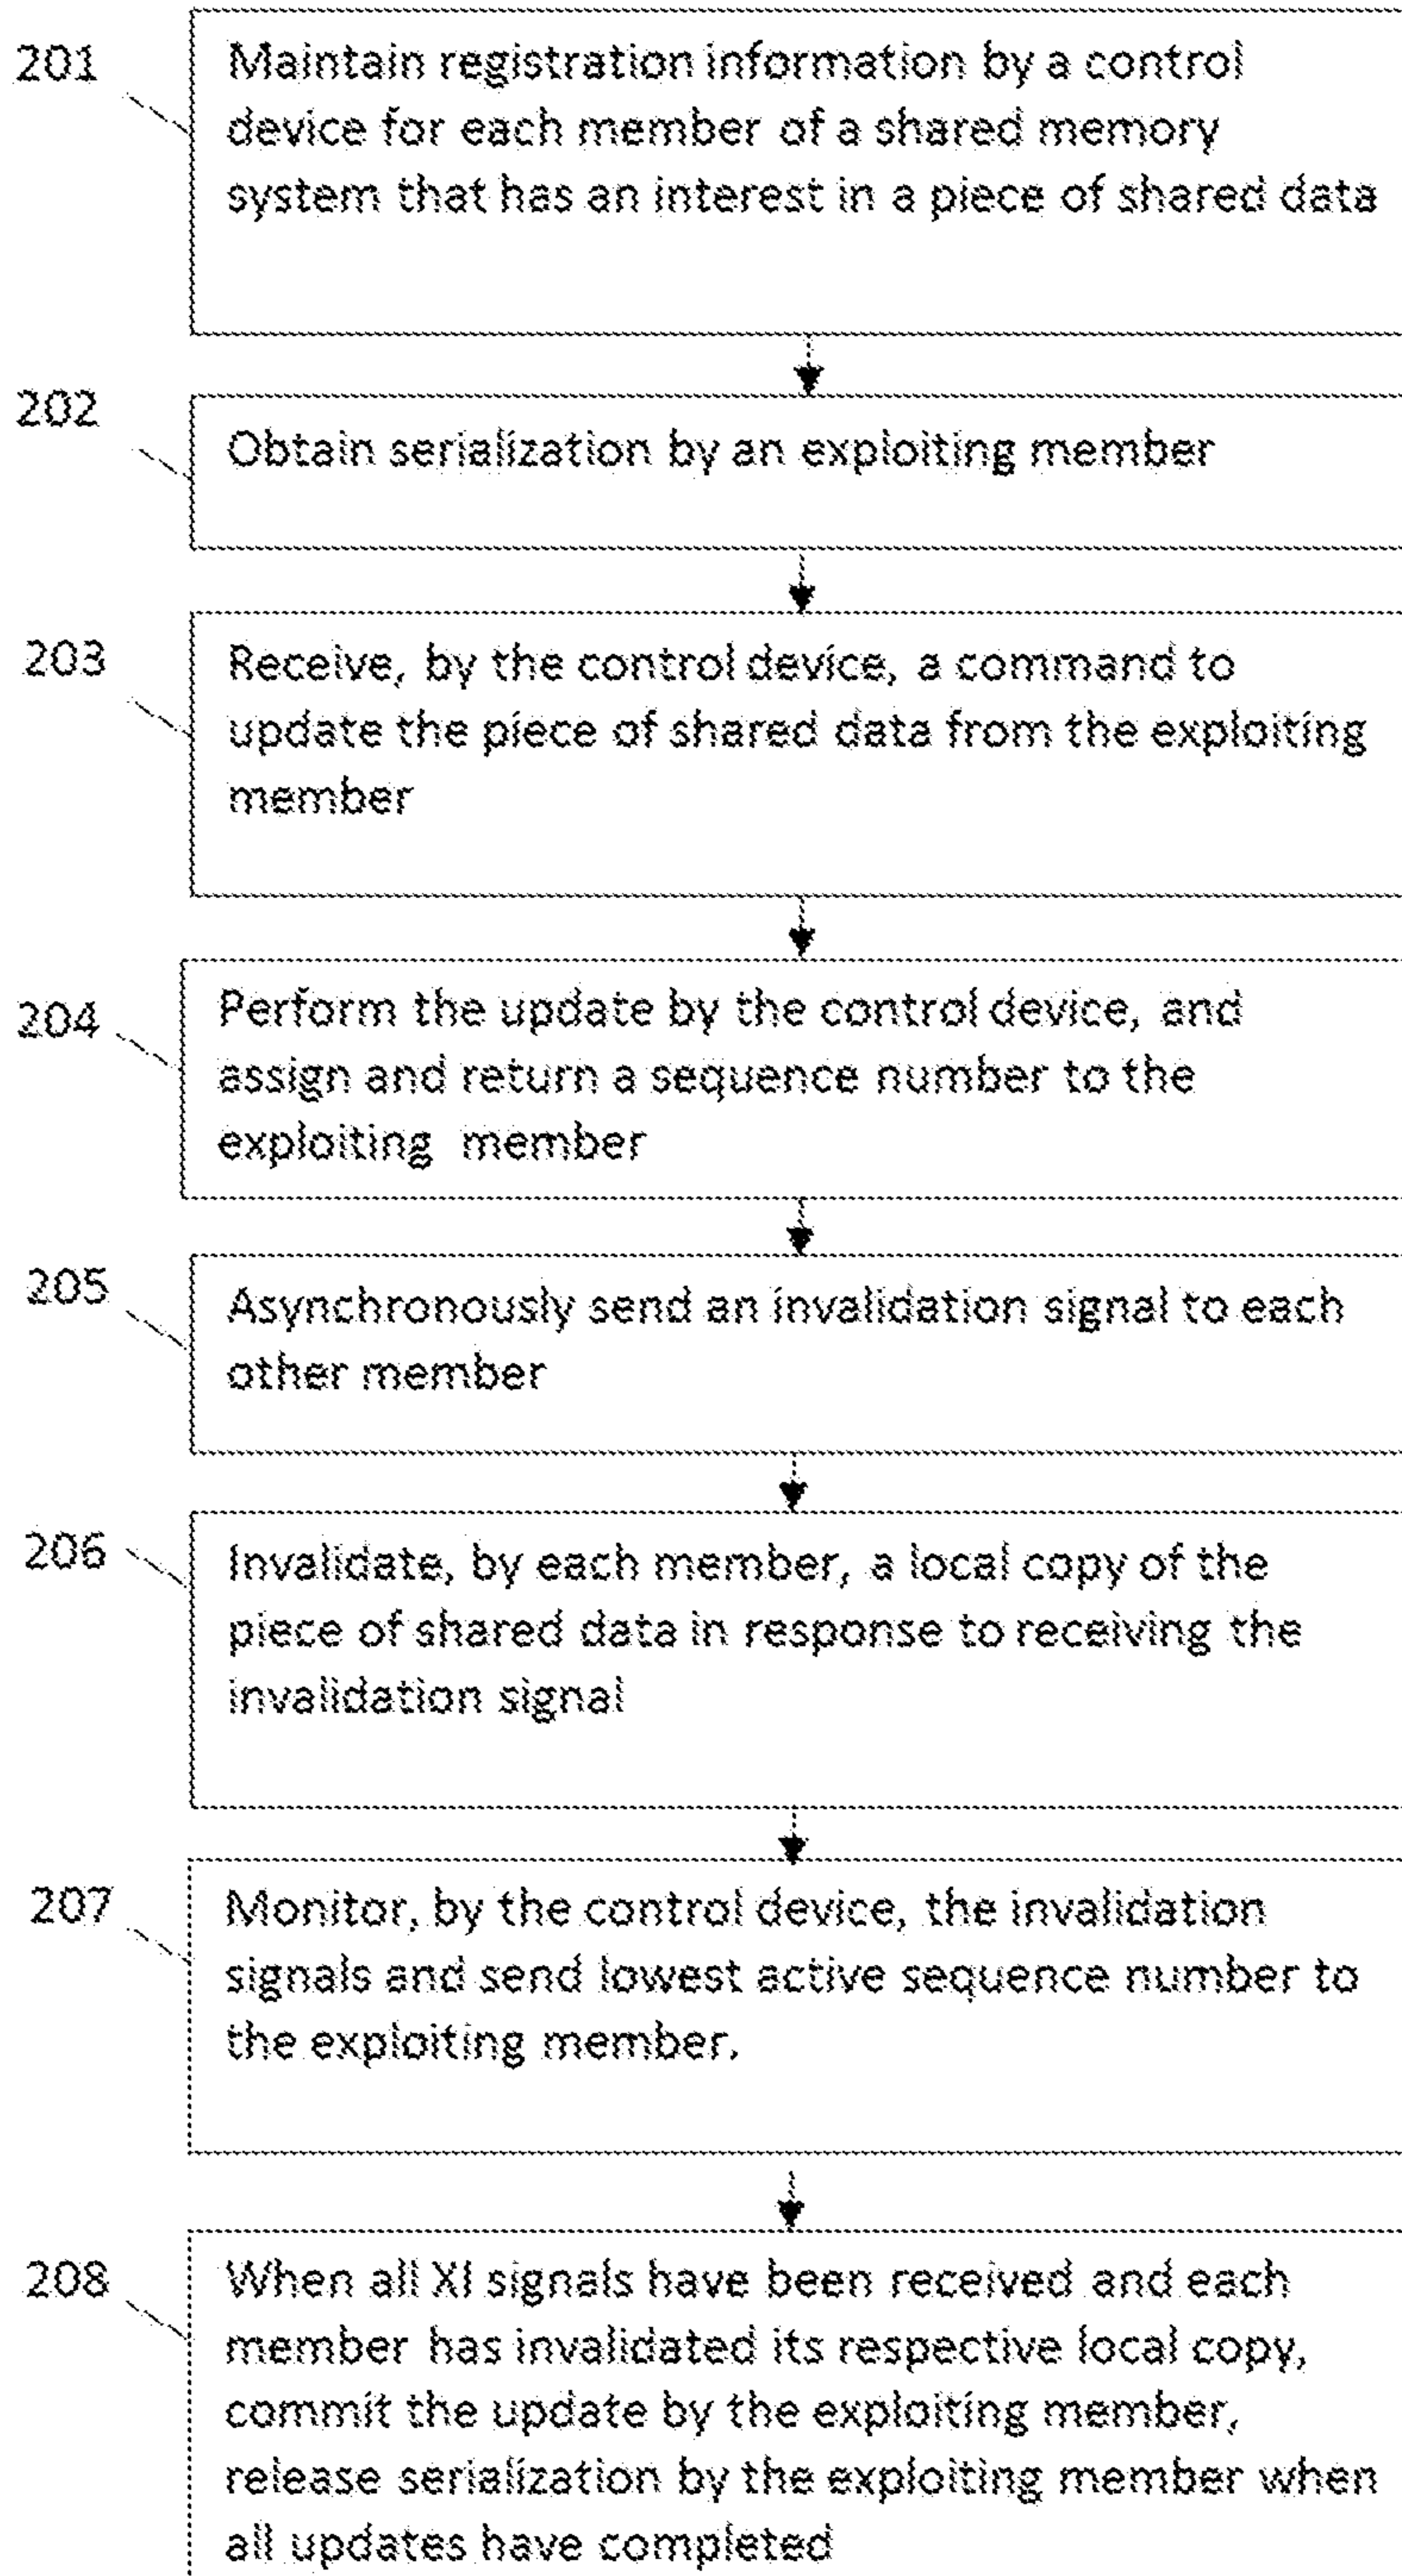 201
Maintain registration information by a control
device for each member of a shared memory
system that has an interest in a piece of shared data
202
Obtain serialization by an exploiting member
203
Receive, by the control device, a command to
update the piece of shared data from the exploiting
member
204
Perform the update by the control device, and
assign and return a sequence number to the
exploiting member
205
Asynchronously send an invalidation signal to each
other member
206
Invalidate, by each member, a local copy of the
piece of shared data in response to receiving the
invalidation signal
207
Monitor, by the control device, the invalidation
signals and send lowest active sequence number to
the exploiting member.
208
When all XI signals have been received and each
member has invalidated its respective local copy,
commit the update by the exploiting member,
release serialization by the exploiting member when
all updates have completed